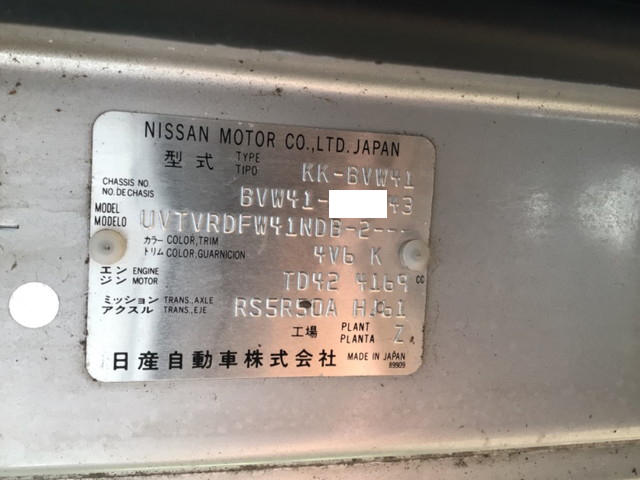 NISSAN MOTOR CO.,LTD. JAPAN
型式 TYPE TIPO KK-BVW41
CHASSIS NO. NO. DE CHASIS BVW41- 43
MODEL MODELO UVTVRDFW41NDB-2---
カラー COLOR,TRIM トリム COLOR,GUARNICION 4V6 K
エンジン ENGINE MOTOR TD42 4169 cc
ミッション アクスル TRANS.,AXLE TRANS.,EJE RS5R50A HJ61
工場 PLANT PLANTA Z
日産自動車株式会社 MADE IN JAPAN
89909